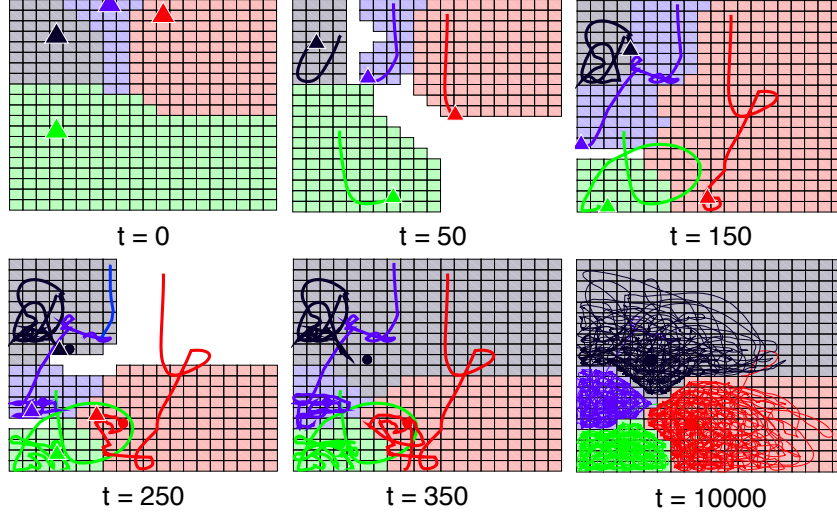 t = 0
t = 50
t = 150
t = 250
t = 350
t = 10000